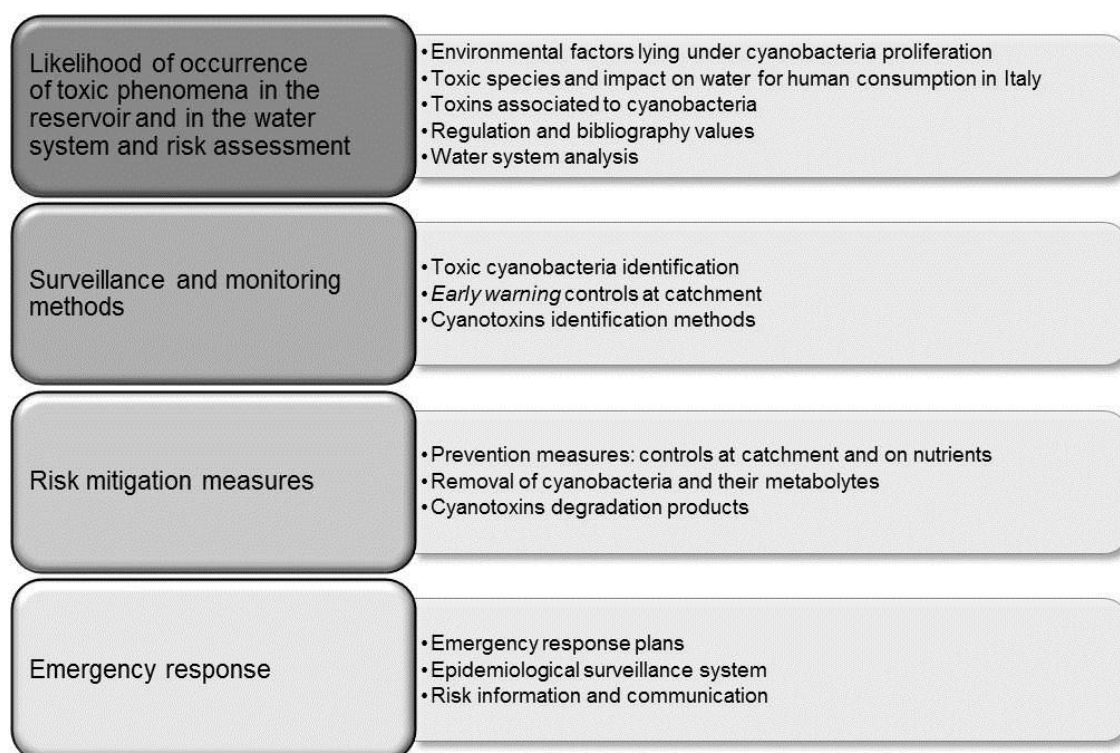 Likelihood of occurrence
of toxic phenomena in the
reservoir and in the water
system and risk assessment
• Environmental factors lying under cyanobacteria proliferation
• Toxic species and impact on water for human consumption in Italy
• Toxins associated to cyanobacteria
• Regulation and bibliography values
• Water system analysis
Surveillance and monitoring
methods
• Toxic cyanobacteria identification
• Early warning controls at catchment
• Cyanotoxins identification methods
Risk mitigation measures
• Prevention measures: controls at catchment and on nutrients
• Removal of cyanobacteria and their metabolytes
• Cyanotoxins degradation products
Emergency response
• Emergency response plans
• Epidemiological surveillance system
• Risk information and communication